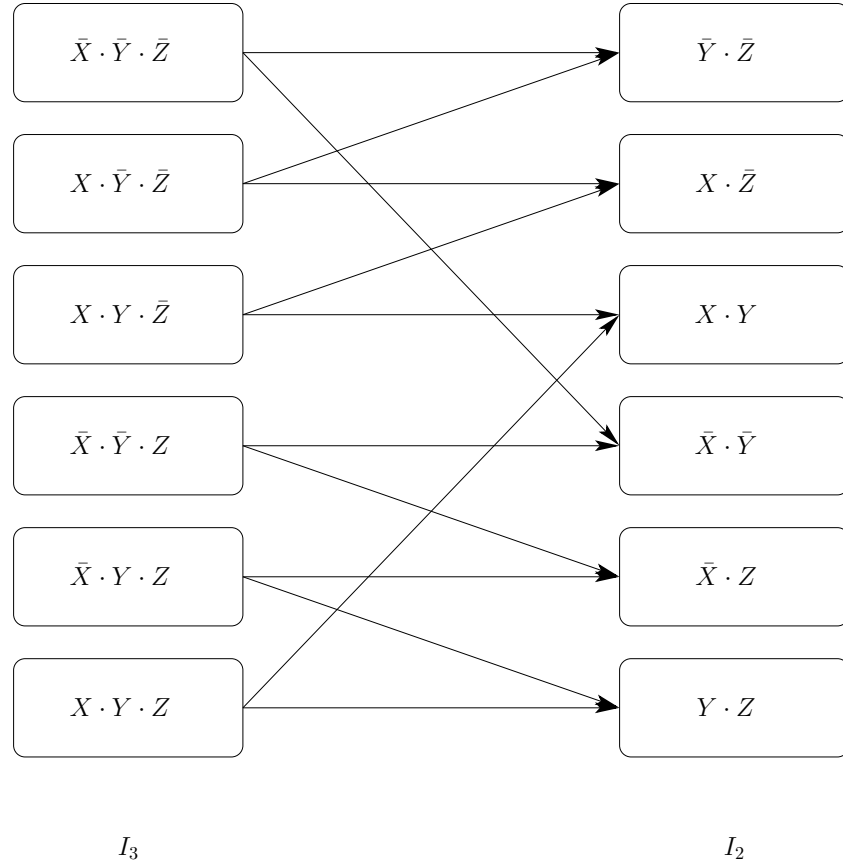 X̄ · Ȳ · Z̄
Ȳ · Z̄
X · Ȳ · Z̄
X · Z̄
X · Y · Z̄
X · Y
X̄ · Ȳ · Z
X̄ · Ȳ
X̄ · Y · Z
X̄ · Z
X · Y · Z
Y · Z
I₃
I₂